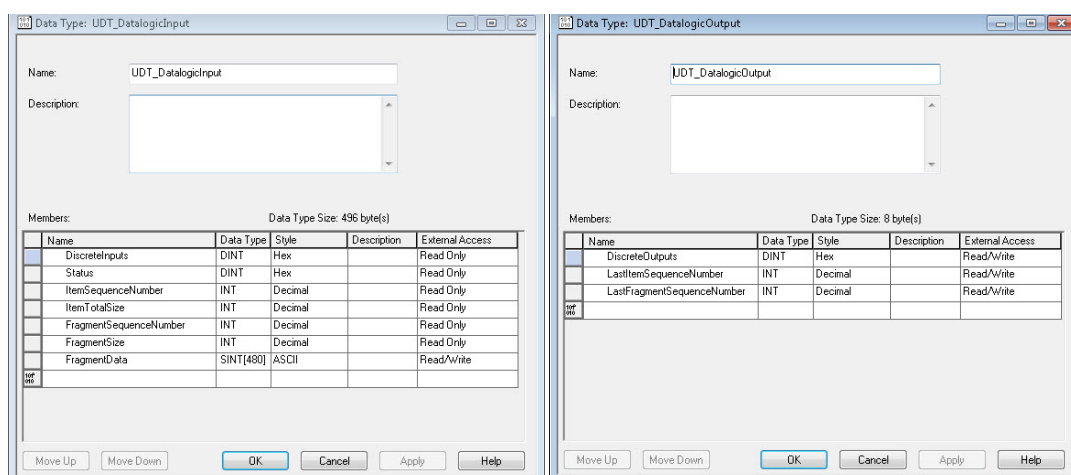 Data Type: UDT_DatalogicInput
Name: UDT_DatalogicInput
Description:
Members: Data Type Size: 496 byte(s)
Name Data Type Style Description External Access
DiscreteInputs DINT Hex Read Only
Status DINT Hex Read Only
ItemSequenceNumber INT Decimal Read Only
ItemTotalSize INT Decimal Read Only
FragmentSequenceNumber INT Decimal Read Only
FragmentSize INT Decimal Read Only
FragmentData SINT[480] ASCII Read/Write
Move Up Move Down OK Cancel Apply Help
Data Type: UDT_DatalogicOutput
Name: UDT_DatalogicOutput
Description:
Members: Data Type Size: 8 byte(s)
Name Data Type Style Description External Access
DiscreteOutputs DINT Hex Read/Write
LastItemSequenceNumber INT Decimal Read/Write
LastFragmentSequenceNumber INT Decimal Read/Write
Move Up Move Down OK Cancel Apply Help